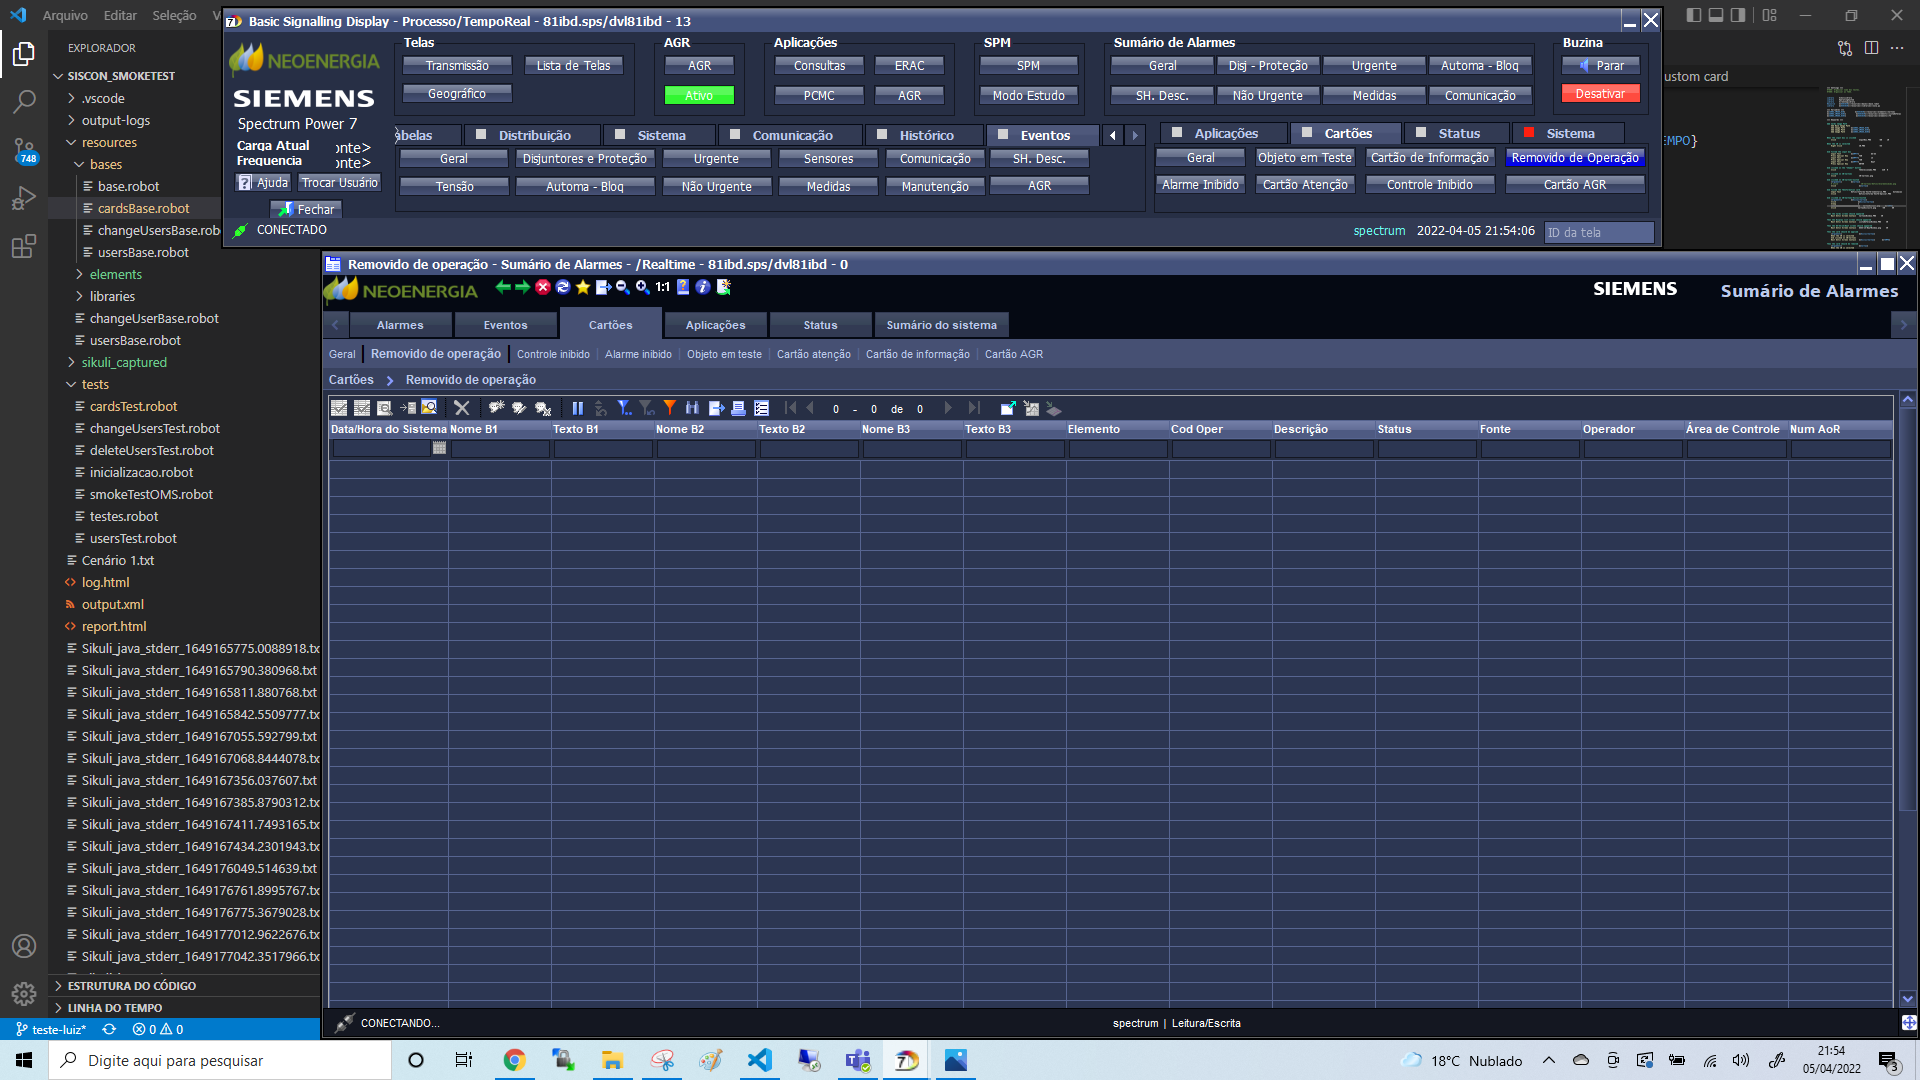 Arquivo Editar Seleção
Basic Signalling Display - Processo/TempoReal - 81ibd.sps/dvl81ibd - 13
EXPLORADOR
SISCON_SMOKETEST
.vscode
output-logs
resources
bases
base.robot
cardsBase.robot
changeUsersBase.rob
usersBase.robot
elements
libraries
changeUserBase.robot
usersBase.robot
sikuli_captured
tests
cardsTest.robot
changeUsersTest.robot
deleteUsersTest.robot
inicializacao.robot
smokeTestOMS.robot
testes.robot
usersTest.robot
Cenário 1.txt
log.html
output.xml
report.html
Sikuli_java_stderr_1649165775.0088918.tx
Sikuli_java_stderr_1649165790.380968.txt
Sikuli_java_stderr_1649165811.880768.txt
Sikuli_java_stderr_1649165842.5509777.tx
Sikuli_java_stderr_1649167055.592799.txt
Sikuli_java_stderr_1649167068.8444078.tx
Sikuli_java_stderr_1649167356.037607.txt
Sikuli_java_stderr_1649167385.8790312.tx
Sikuli_java_stderr_1649167411.7493165.tx
Sikuli_java_stderr_1649167434.2301943.tx
Sikuli_java_stderr_1649176049.514639.txt
Sikuli_java_stderr_1649176761.8995767.tx
Sikuli_java_stderr_1649176775.3679028.tx
Sikuli_java_stderr_1649177012.9622676.tx
Sikuli_java_stderr_1649177042.3517966.tx
ESTRUTURA DO CÓDIGO
LINHA DO TEMPO
748
teste-luiz* 0 0
NEOENERGIA
SIEMENS
Spectrum Power 7
Carga Atual onte>
Frequencia onte>
Ajuda Trocar Usuário
Fechar
CONECTADO
Telas AGR Aplicações SPM Sumário de Alarmes Buzina
Transmissão Lista de Telas AGR Consultas ERAC SPM Geral Disj - Proteção Urgente Automa - Bloq Parar
Geográfico Ativo PCMC AGR Modo Estudo SH. Desc. Não Urgente Medidas Comunicação Desativar
abelas Distribuição Sistema Comunicação Histórico Eventos Aplicações Cartões Status Sistema
Geral Disjuntores e Proteção Urgente Sensores Comunicação SH. Desc. Geral Objeto em Teste Cartão de Informação Removido de Operação
Tensão Automa - Bloq Não Urgente Medidas Manutenção AGR Alarme Inibido Cartão Atenção Controle Inibido Cartão AGR
spectrum 2022-04-05 21:54:06 ID da tela
ustom card
EMPO}
Removido de operação - Sumário de Alarmes - /Realtime - 81ibd.sps/dvl81ibd - 0
NEOENERGIA 1:1 SIEMENS Sumário de Alarmes
Alarmes Eventos Cartões Aplicações Status Sumário do sistema
Geral Removido de operação Controle inibido Alarme inibido Objeto em teste Cartão atenção Cartão de informação Cartão AGR
Cartões > Removido de operação
0 - 0 de 0
Data/Hora do Sistema Nome B1 Texto B1 Nome B2 Texto B2 Nome B3 Texto B3 Elemento Cod Oper Descrição Status Fonte Operador Área de Controle Num AoR
CONECTANDO... spectrum | Leitura/Escrita
Digite aqui para pesquisar
18°C Nublado
21:54
05/04/2022
3